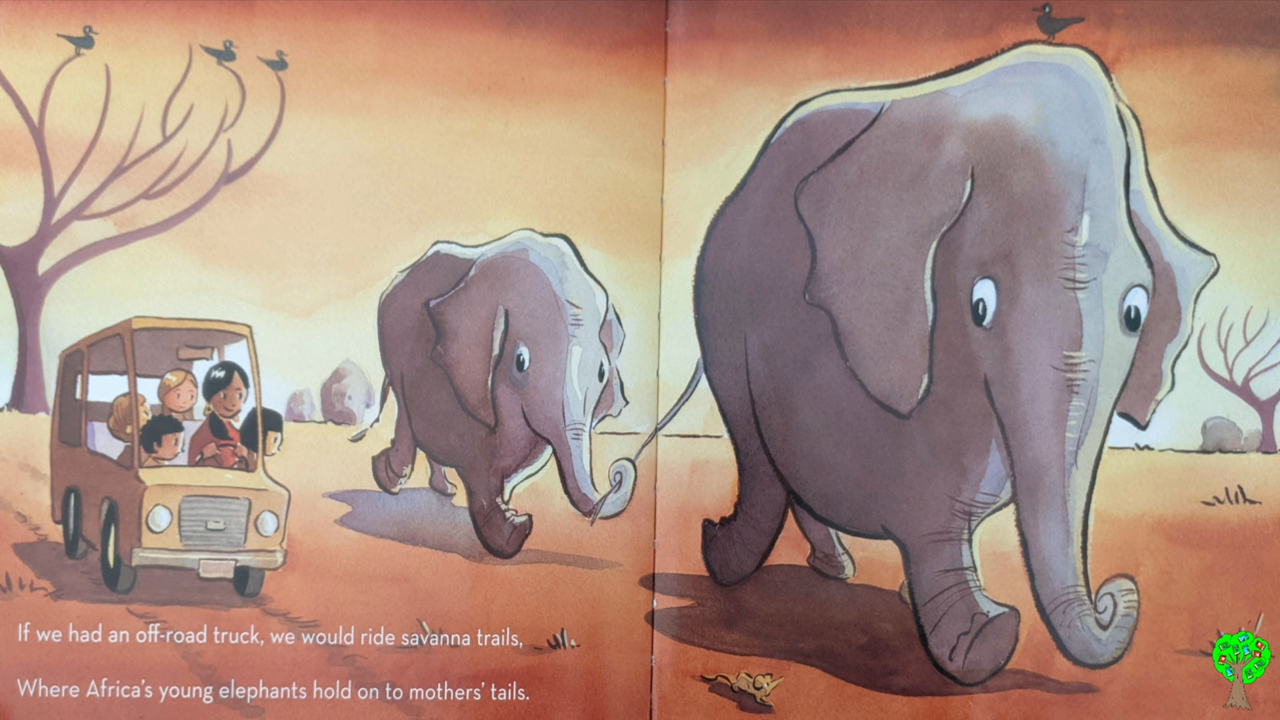 If we had an off-road truck, we would ride savanna trails,
Where Africa's young elephants hold on to mothers' tails.